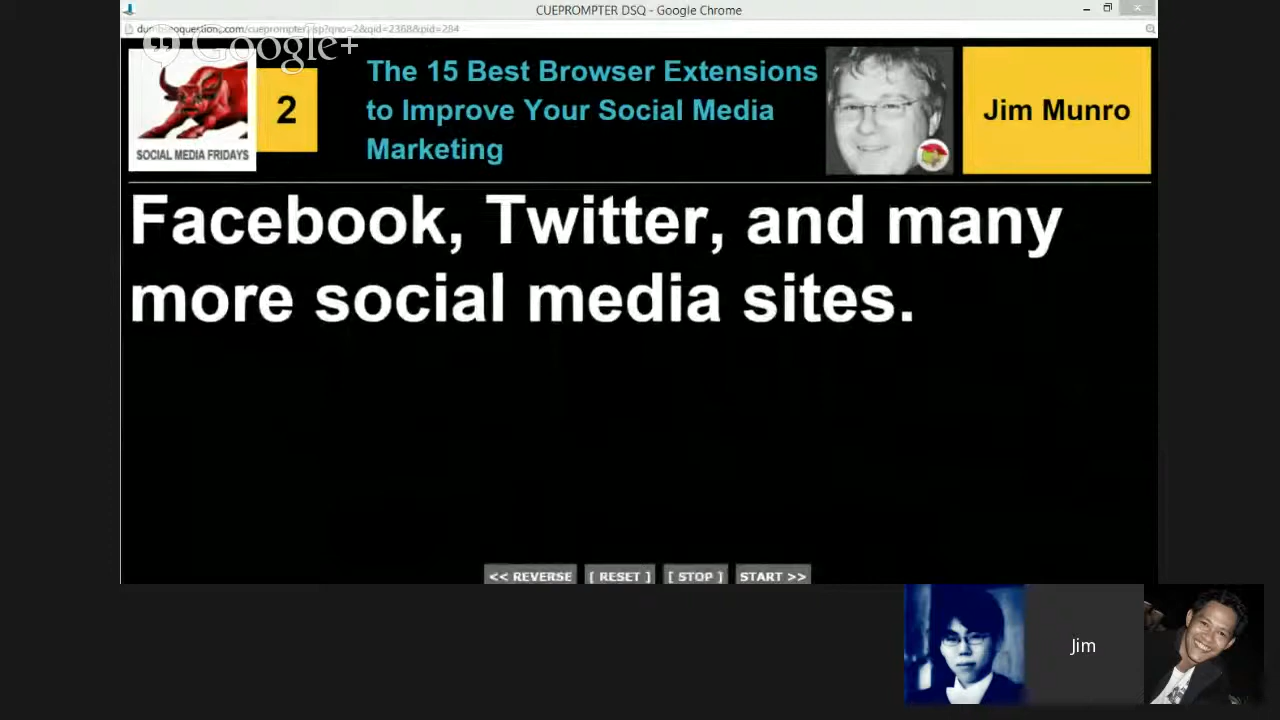 CUEPROMPTER DSQ - Google Chrome
Google+
SOCIAL MEDIA FRIDAYS
2
The 15 Best Browser Extensions
to Improve Your Social Media
Marketing
Jim Munro
Facebook, Twitter, and many
more social media sites.
<< REVERSE [ RESET ] [ STOP ] START >>
Jim